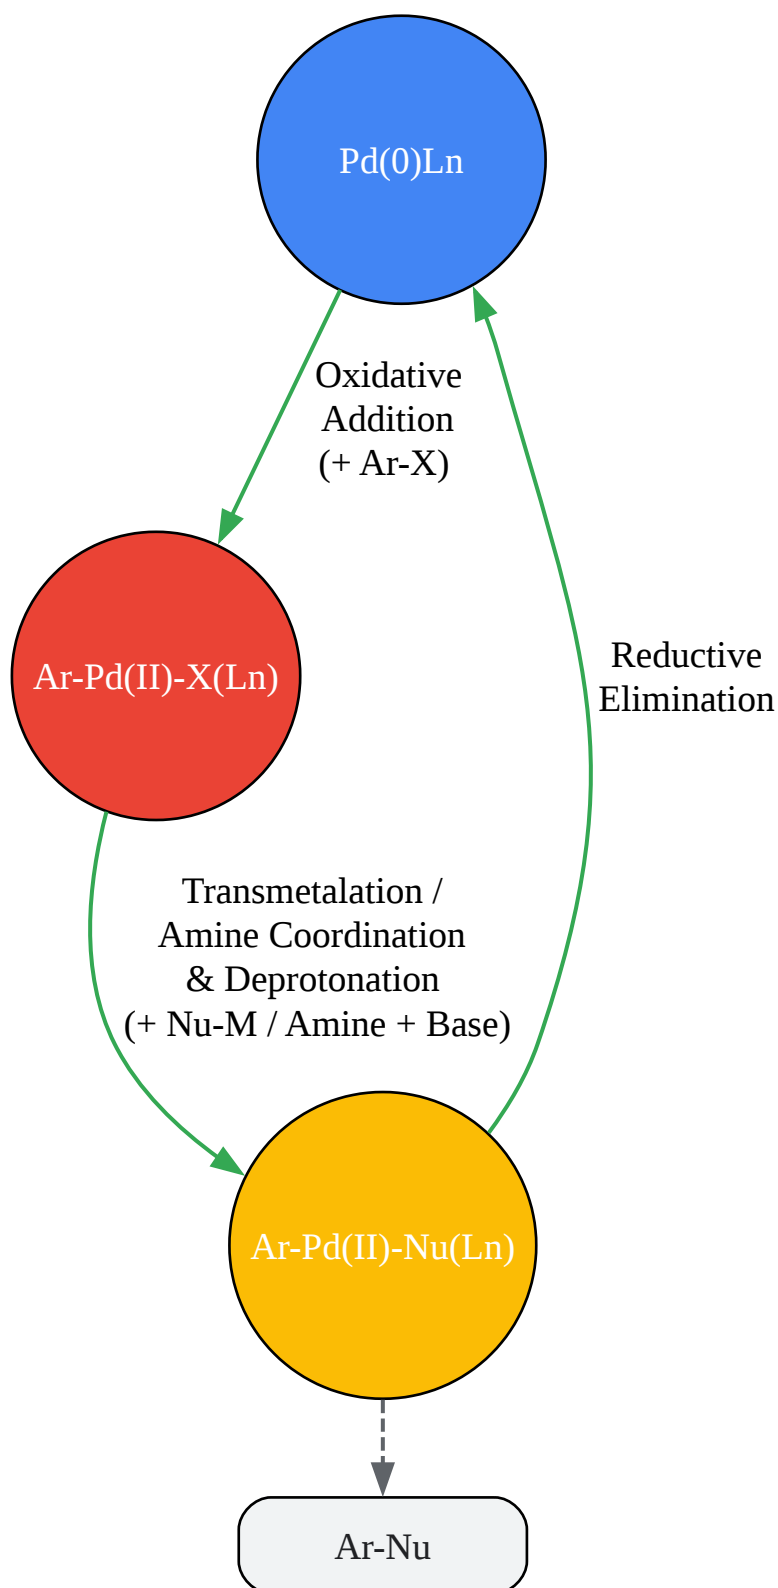 Pd(0)Ln
Oxidative
Addition
(+ Ar-X)
Ar-Pd(II)-X(Ln)
Reductive
Elimination
Transmetalation /
Amine Coordination
& Deprotonation
(+ Nu-M / Amine + Base)
Ar-Pd(II)-Nu(Ln)
Ar-Nu